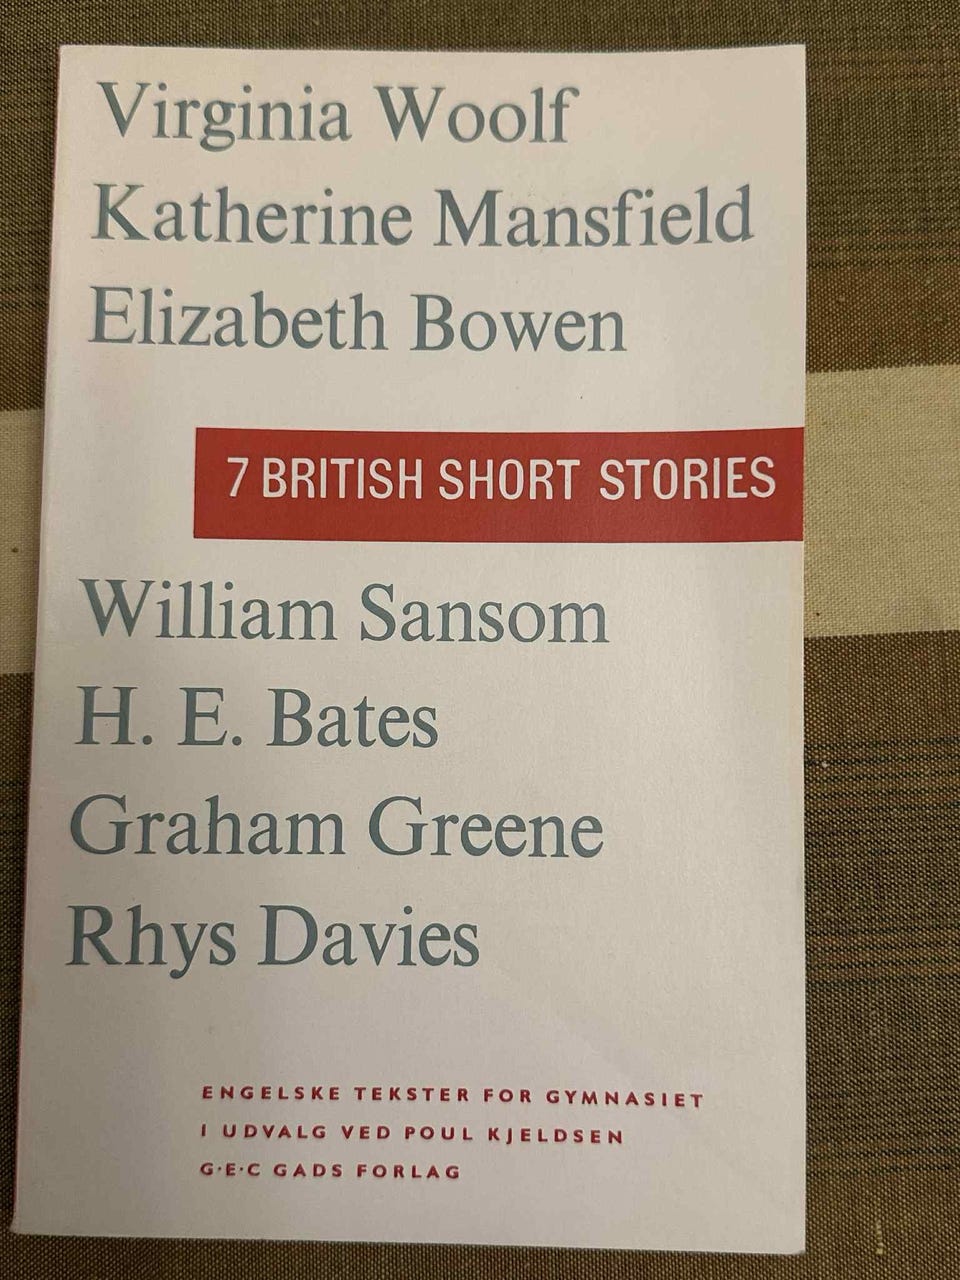 Virginia Woolf
Katherine Mansfield
Elizabeth Bowen
7 BRITISH SHORT STORIES
William Sansom
H. E. Bates
Graham Greene
Rhys Davies
ENGELSKE TEKSTER FOR GYMNASIET
I UDVALG VED POUL KJELDSEN
G·E·C GADS FORLAG